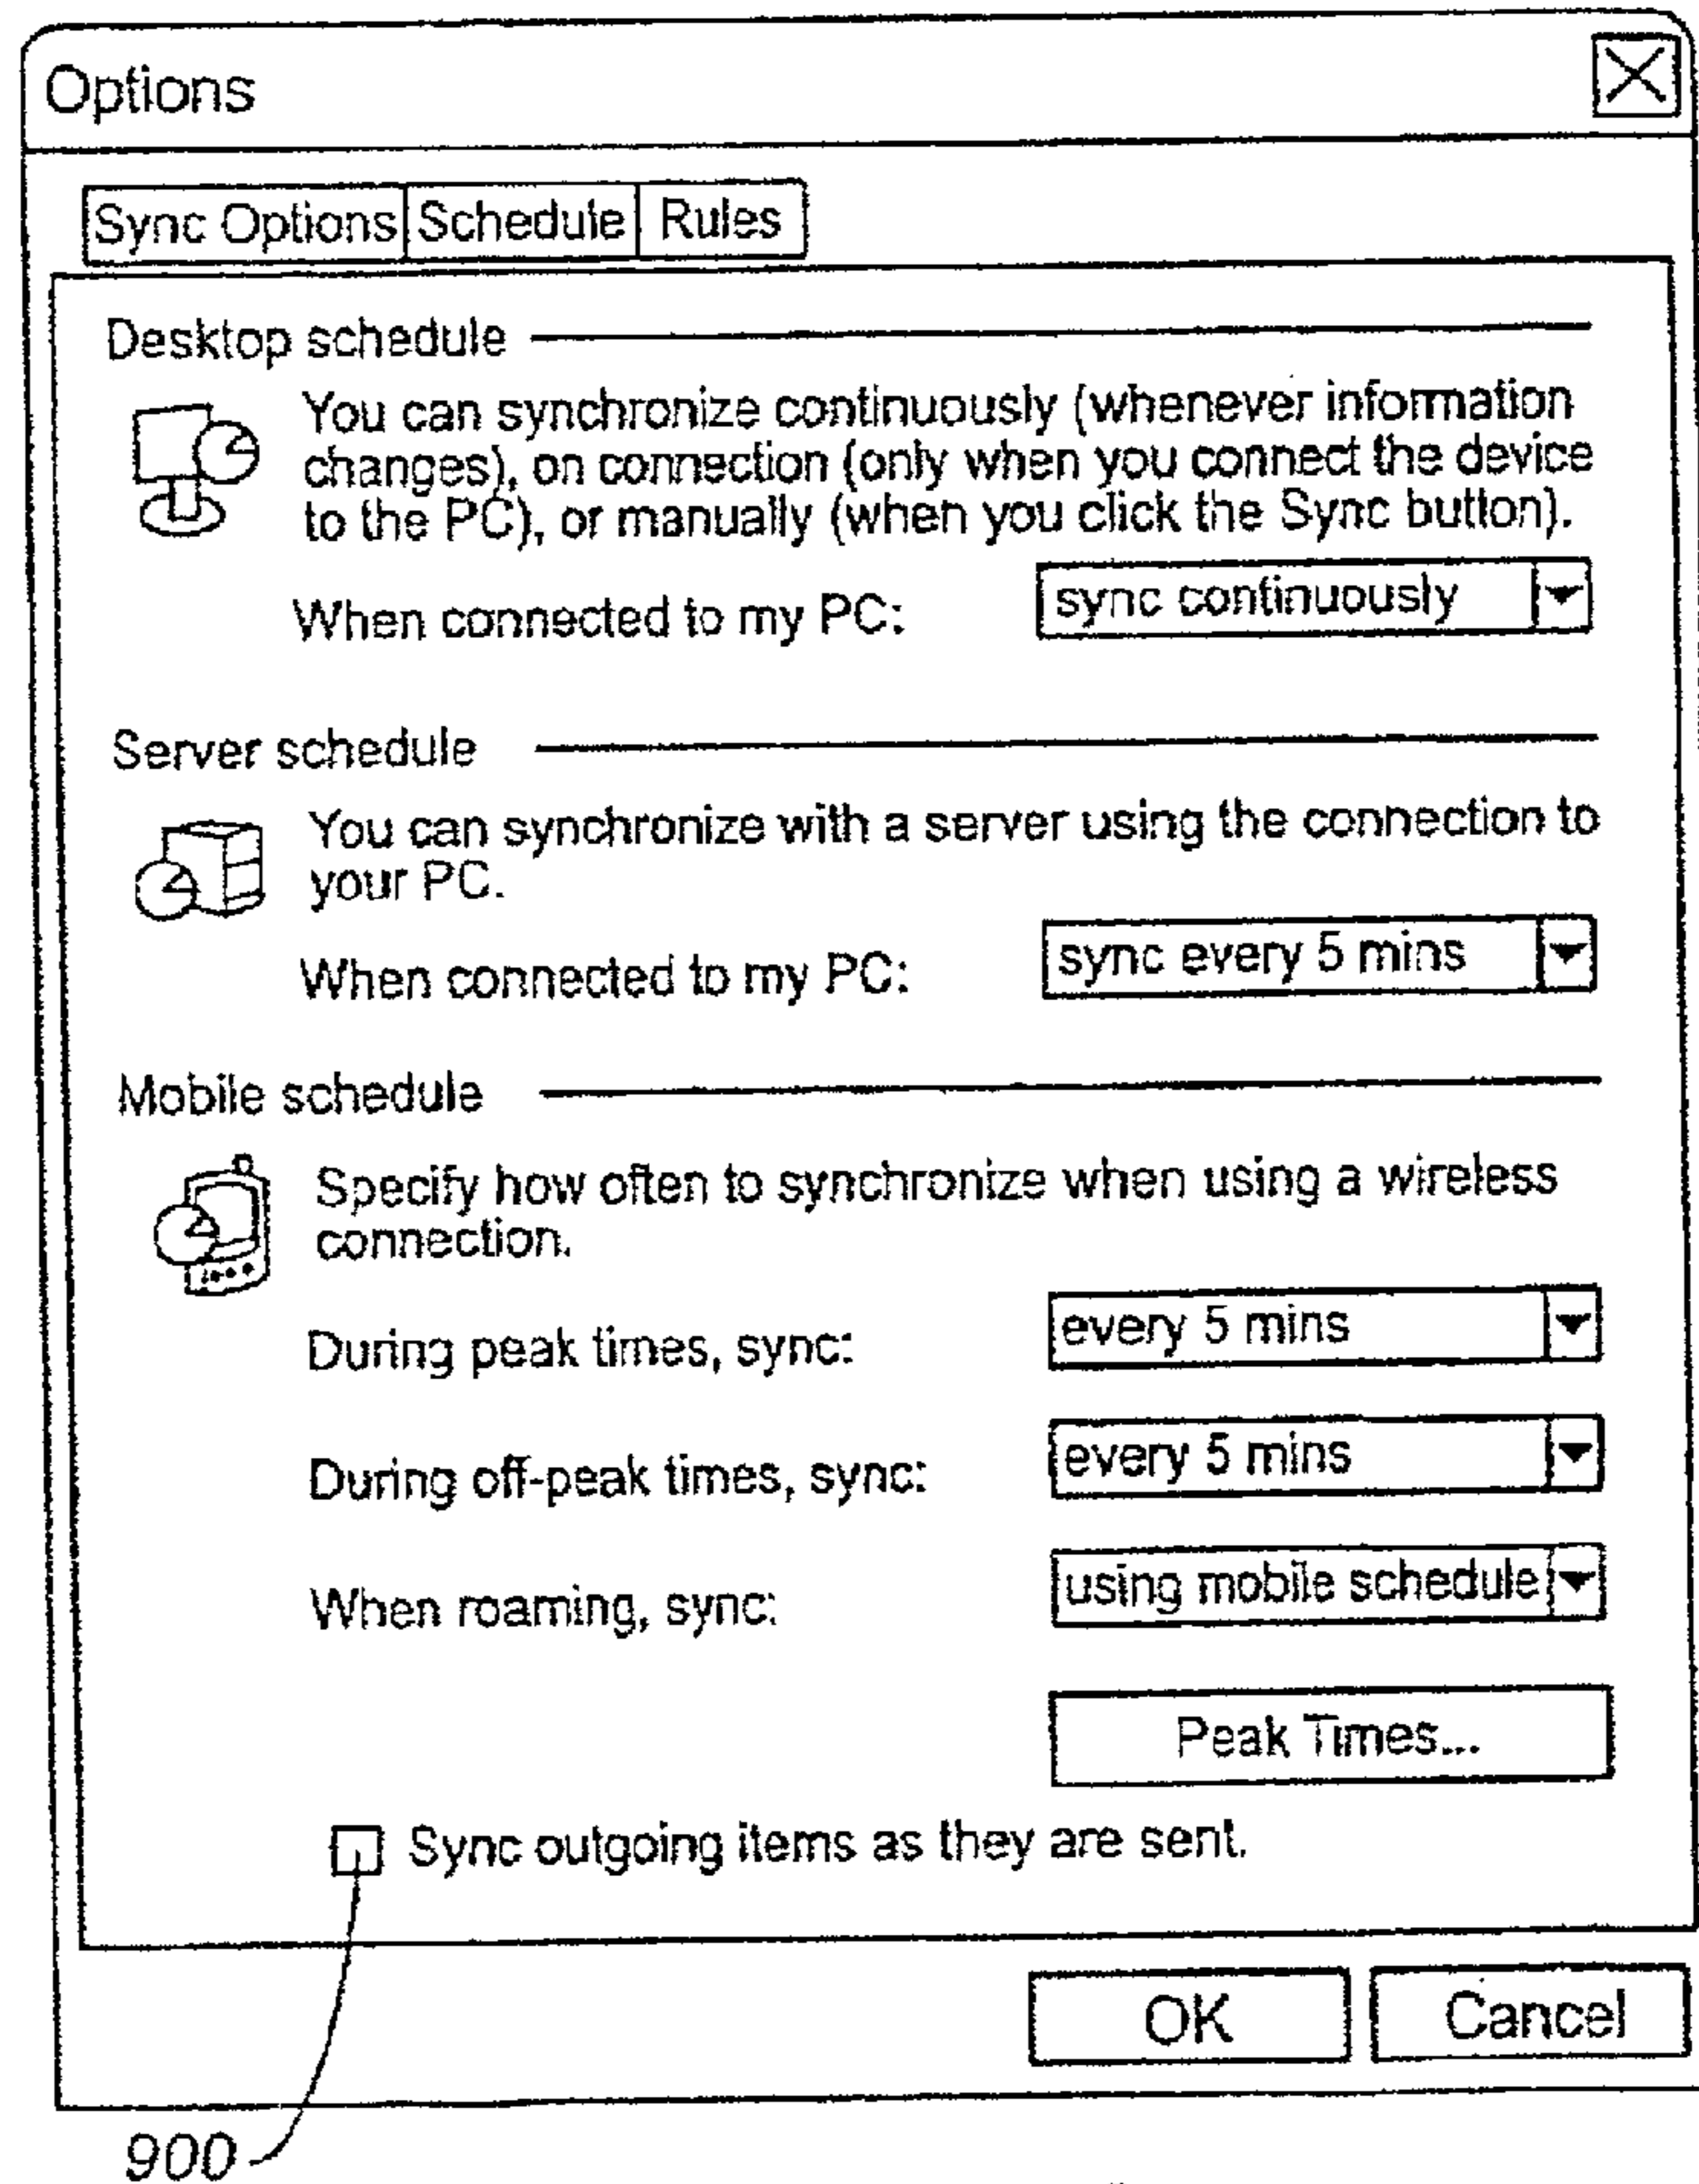 Options
Sync Options Schedule Rules
Desktop schedule
You can synchronize continuously (whenever information
changes), on connection (only when you connect the device
to the PC), or manually (when you click the Sync button).
When connected to my PC: sync continuously
Server schedule
You can synchronize with a server using the connection to
your PC.
When connected to my PC: sync every 5 mins
Mobile schedule
Specify how often to synchronize when using a wireless
connection.
During peak times, sync: every 5 mins
During off-peak times, sync: every 5 mins
When roaming, sync: using mobile schedule
Peak Times...
Sync outgoing items as they are sent.
OK Cancel
900